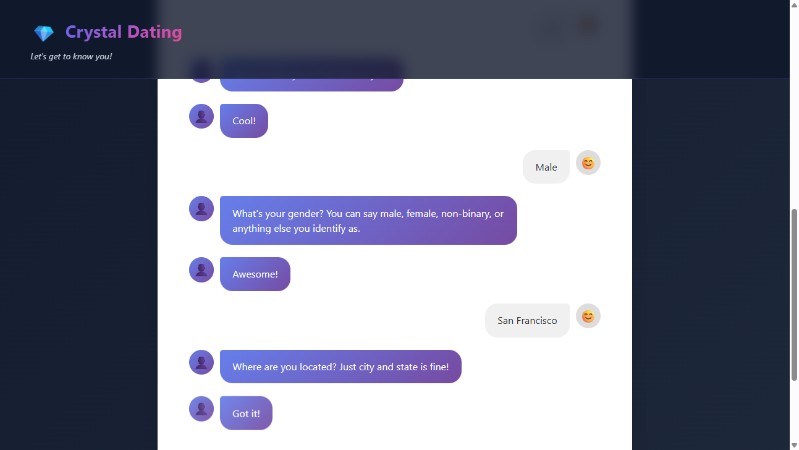 Crystal Dating
Let's get to know you!
Cool!
Male
What's your gender? You can say male, female, non-binary, or
anything else you identify as.
Awesome!
San Francisco
Where are you located? Just city and state is fine!
Got it!